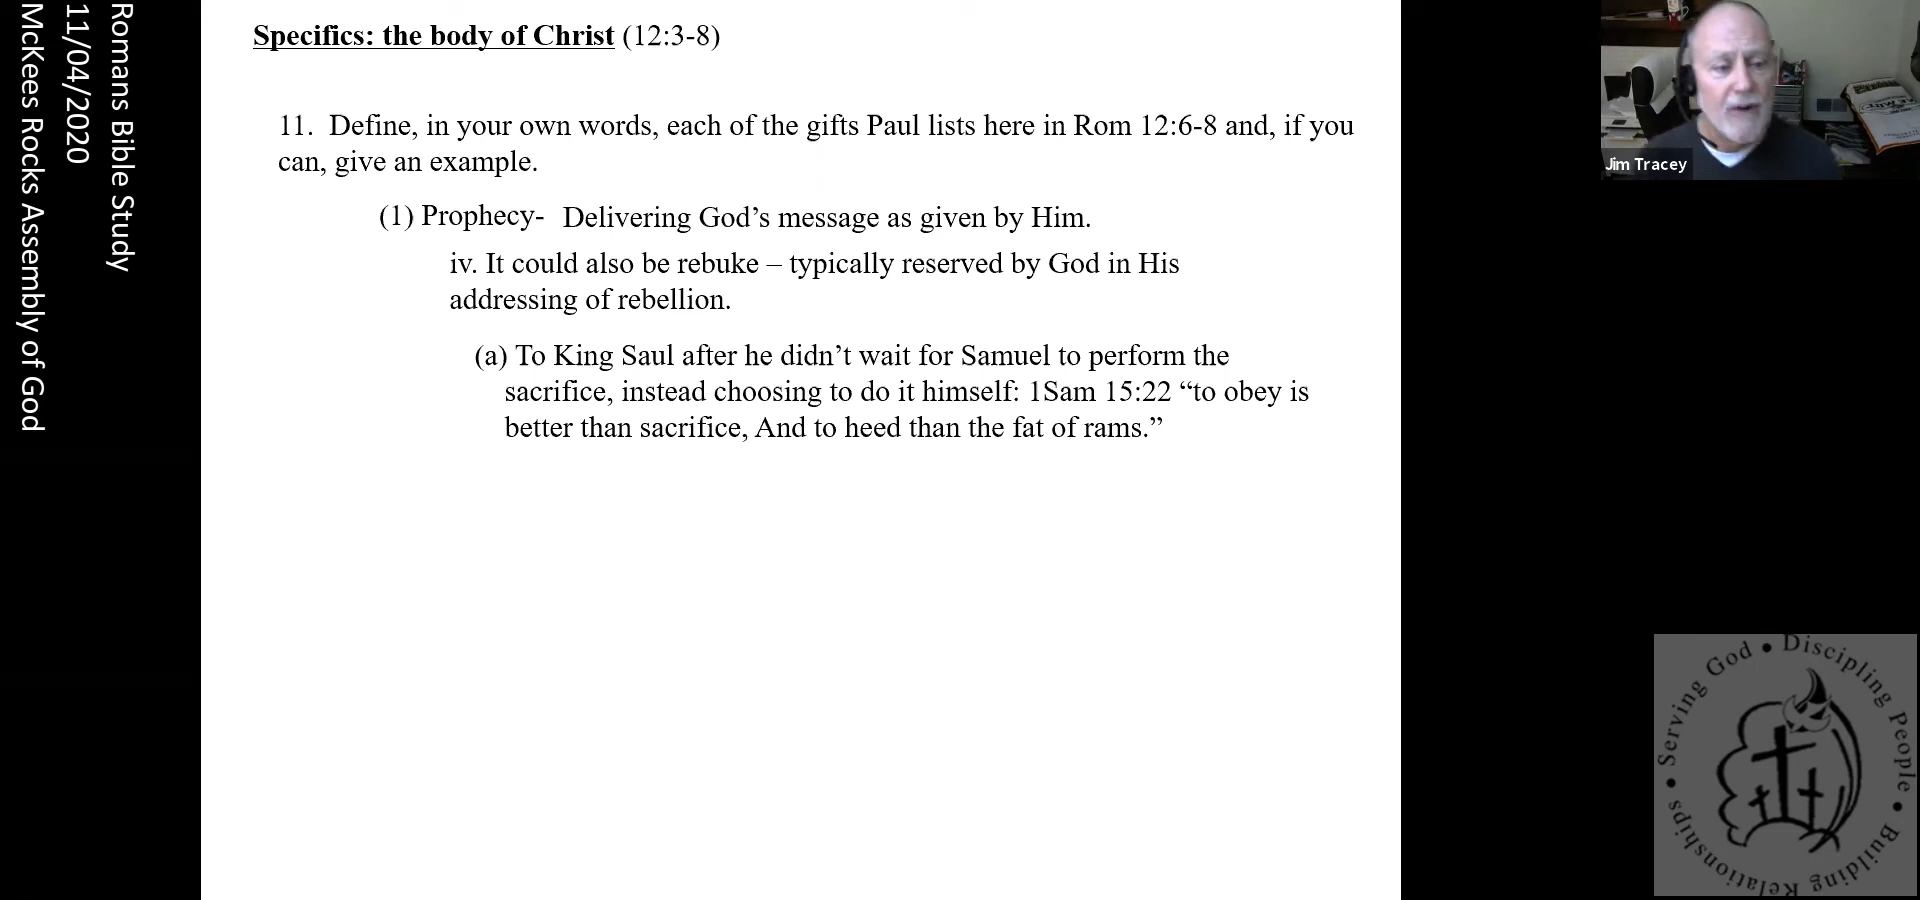 Romans Bible Study
11/04/2020
McKees Rocks Assembly of God
Specifics: the body of Christ (12:3-8)
11. Define, in your own words, each of the gifts Paul lists here in Rom 12:6-8 and, if you
can, give an example.
(1) Prophecy- Delivering God’s message as given by Him.
iv. It could also be rebuke – typically reserved by God in His
addressing of rebellion.
(a) To King Saul after he didn’t wait for Samuel to perform the
sacrifice, instead choosing to do it himself: 1Sam 15:22 “to obey is
better than sacrifice, And to heed than the fat of rams.”
Jim Tracey
Serving God • Discipling People • Building Relationships •